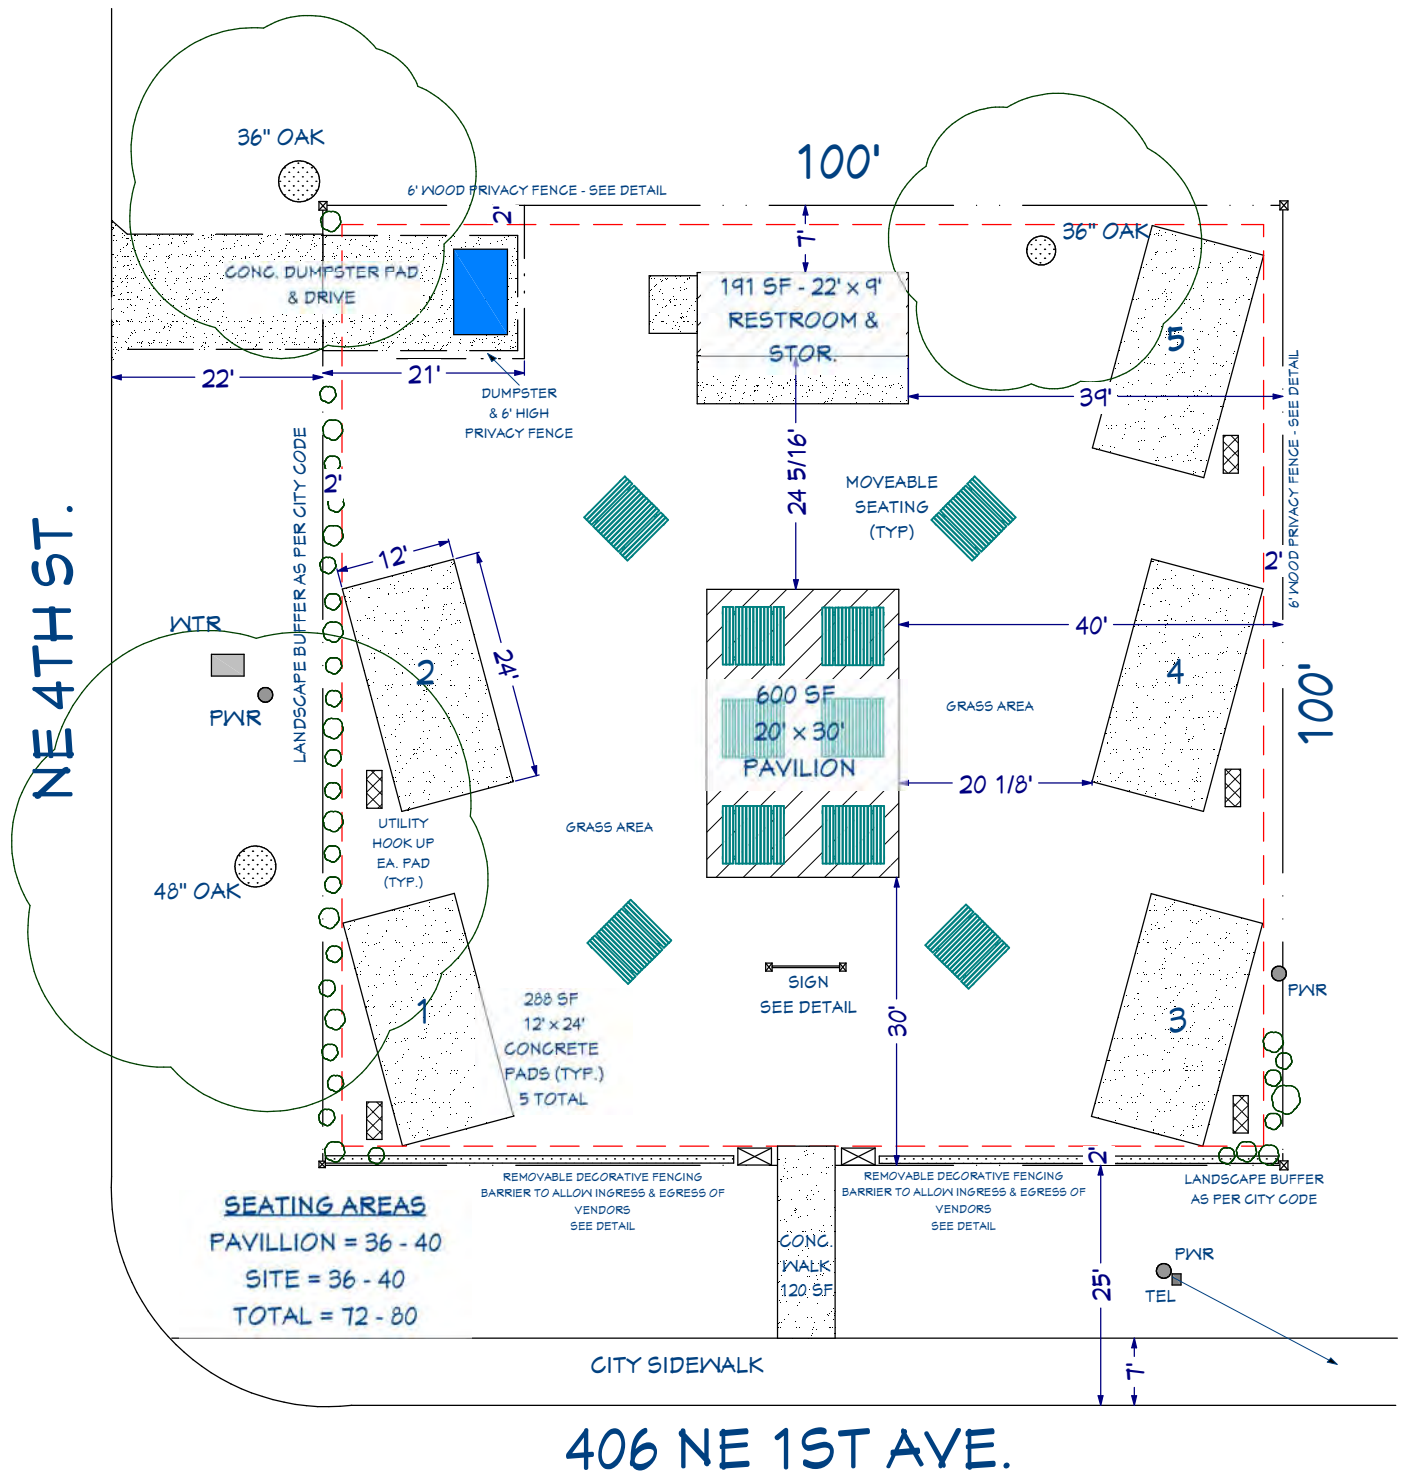 36" OAK
100'
6' WOOD PRIVACY FENCE - SEE DETAIL
2'
7'
36" OAK
CONC. DUMPSTER PAD
& DRIVE
191 SF - 22' x 9'
RESTROOM &
STOR.
5
22'
21'
39'
DUMPSTER
& 6' HIGH
PRIVACY FENCE
6' WOOD PRIVACY FENCE - SEE DETAIL
LANDSCAPE BUFFER AS PER CITY CODE
2'
24 5/16'
MOVEABLE
SEATING
(TYP)
NE 4TH ST.
12'
24'
2'
WTR
PWR
2
40'
4
600 SF
20' x 30'
PAVILION
GRASS AREA
100'
20 1/8'
UTILITY
HOOK UP
EA. PAD
(TYP.)
GRASS AREA
48" OAK
SIGN
SEE DETAIL
30'
PWR
1
288 SF
12' x 24'
CONCRETE
PADS (TYP.)
5 TOTAL
3
2'
REMOVABLE DECORATIVE FENCING
BARRIER TO ALLOW INGRESS & EGRESS OF
VENDORS
SEE DETAIL
REMOVABLE DECORATIVE FENCING
BARRIER TO ALLOW INGRESS & EGRESS OF
VENDORS
SEE DETAIL
LANDSCAPE BUFFER
AS PER CITY CODE
SEATING AREAS
PAVILLION = 36 - 40
SITE = 36 - 40
TOTAL = 72 - 80
CONC.
WALK
120 SF
25'
PWR
TEL
CITY SIDEWALK
7'
406 NE 1ST AVE.